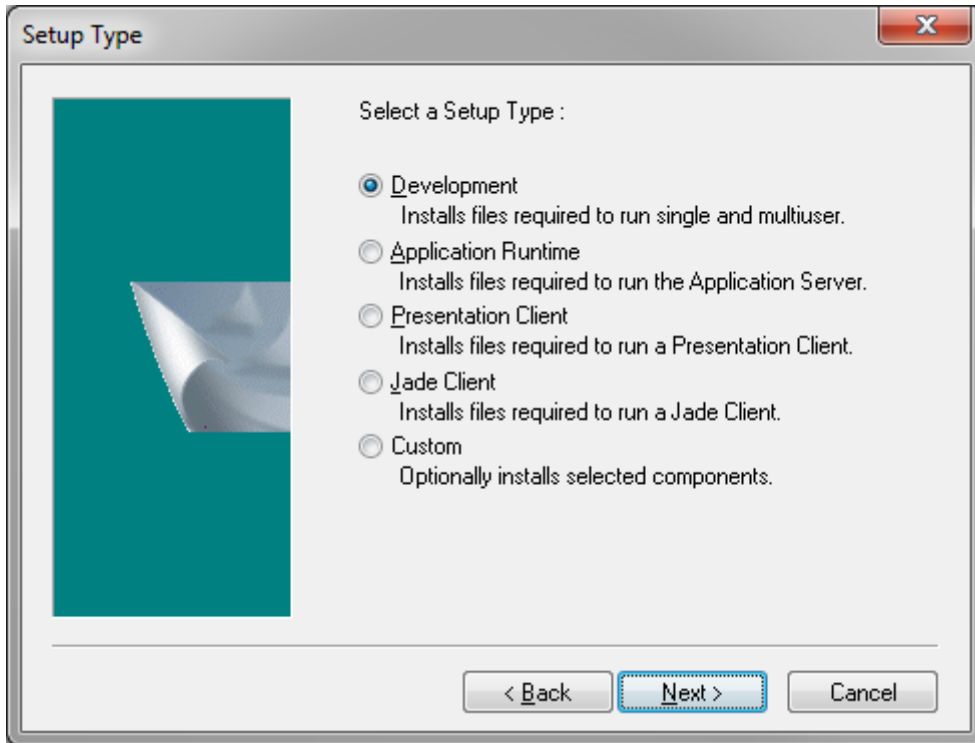 Setup Type
Select a Setup Type :
Development
Installs files required to run single and multiuser.
Application Runtime
Installs files required to run the Application Server.
Presentation Client
Installs files required to run a Presentation Client.
Jade Client
Installs files required to run a Jade Client.
Custom
Optionally installs selected components.
< Back Next > Cancel